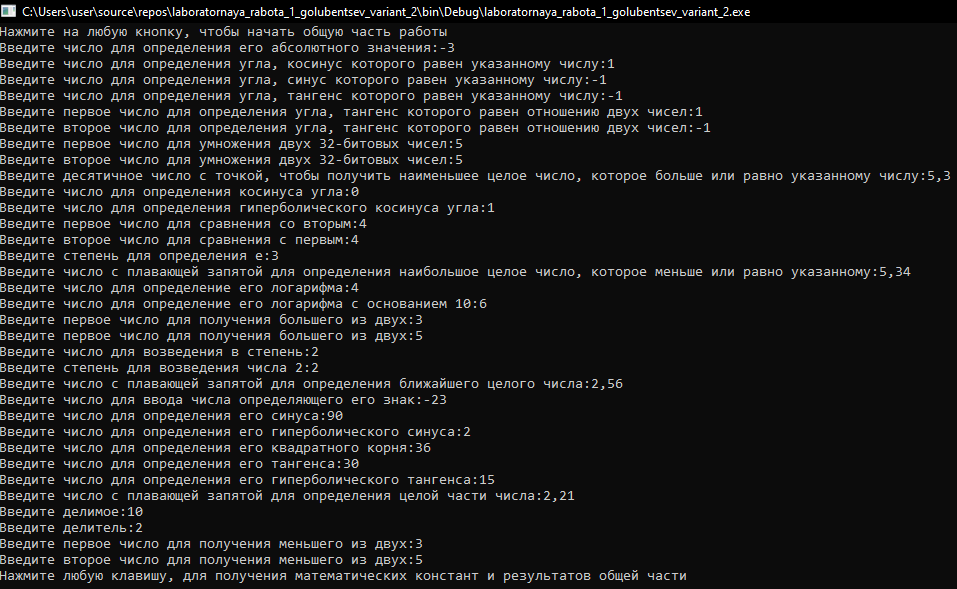 C:\Users\user\source\repos\laboratornaya_rabota_1_golubentsev_variant_2\bin\Debug\laboratornaya_rabota_1_golubentsev_variant_2.exe
Нажмите на любую кнопку, чтобы начать общую часть работы
Введите число для определения его абсолютного значения:-3
Введите число для определения угла, косинус которого равен указанному числу:1
Введите число для определения угла, синус которого равен указанному числу:-1
Введите число для определения угла, тангенс которого равен указанному числу:-1
Введите первое число для определения угла, тангенс которого равен отношению двух чисел:1
Введите второе число для определения угла, тангенс которого равен отношению двух чисел:-1
Введите первое число для умножения двух 32-битовых чисел:5
Введите второе число для умножения двух 32-битовых чисел:5
Введите десятичное число с точкой, чтобы получить наименьшее целое число, которое больше или равно указанному числу:5,3
Введите число для определения косинуса угла:0
Введите число для определения гиперболического косинуса угла:1
Введите первое число для сравнения со вторым:4
Введите второе число для сравнения с первым:4
Введите степень для определения е:3
Введите число с плавающей запятой для определения наибольшое целое число, которое меньше или равно указанному:5,34
Введите число для определение его логарифма:4
Введите число для определение его логарифма с основанием 10:6
Введите первое число для получения большего из двух:3
Введите первое число для получения большего из двух:5
Введите число для возведения в степень:2
Введите степень для возведения числа 2:2
Введите число с плавающей запятой для определения ближайшего целого числа:2,56
Введите число для ввода числа определяющего его знак:-23
Введите число для определения его синуса:90
Введите число для определения его гиперболического синуса:2
Введите число для определения его квадратного корня:36
Введите число для определения его тангенса:30
Введите число для определения его гиперболического тангенса:15
Введите число с плавающей запятой для определения целой части числа:2,21
Введите делимое:10
Введите делитель:2
Введите первое число для получения меньшего из двух:3
Введите второе число для получения меньшего из двух:5
Нажмите любую клавишу, для получения математических констант и результатов общей части